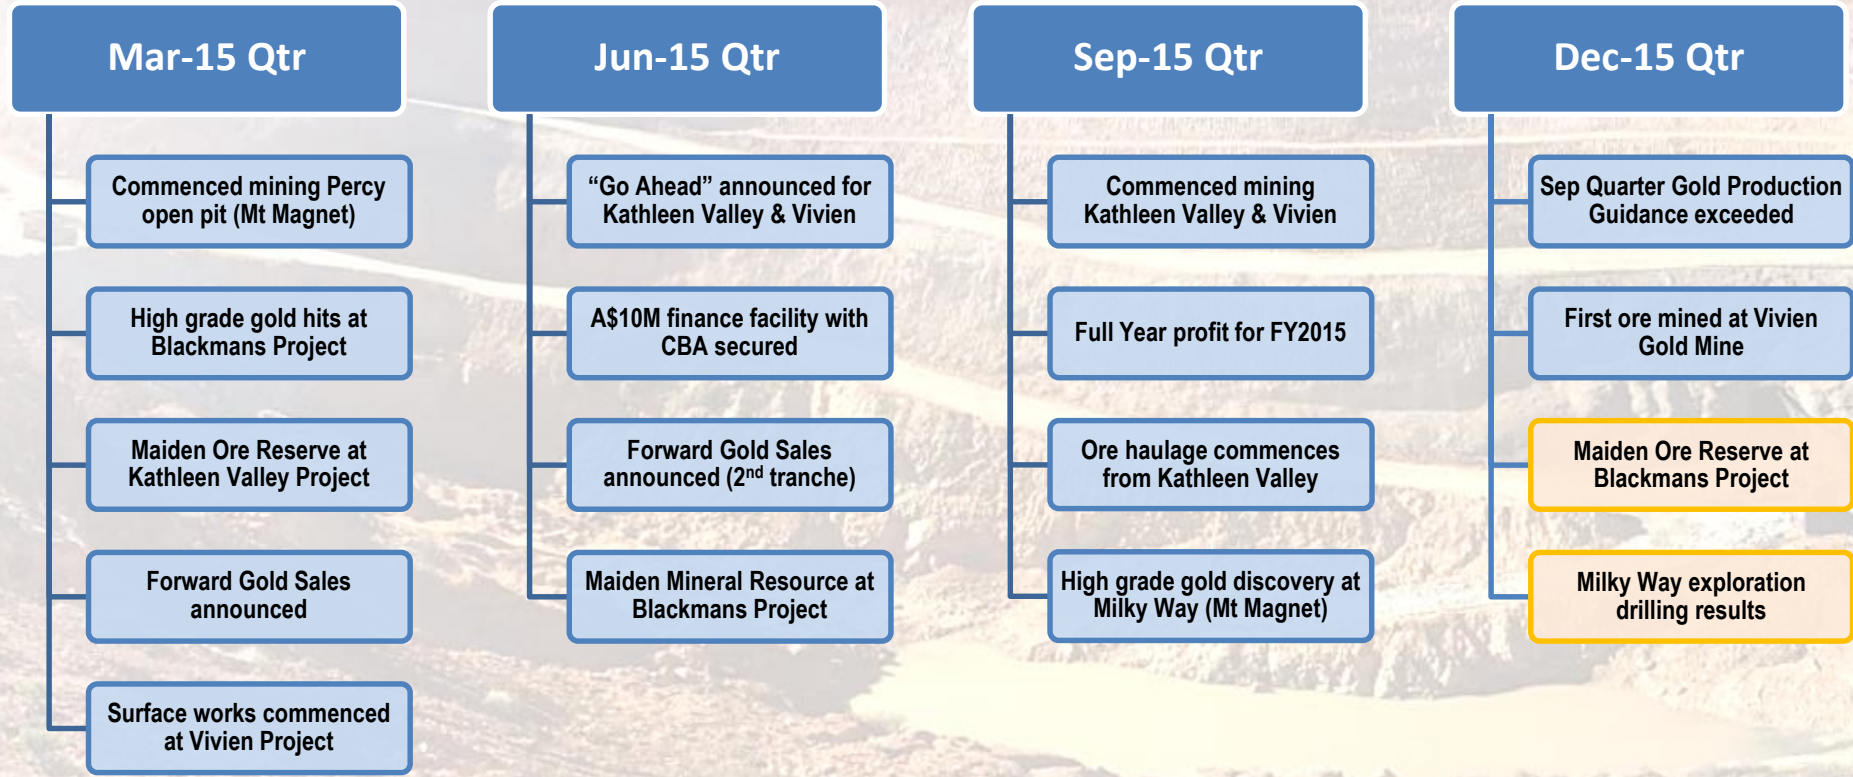 Mar-15 Qtr
Commenced mining Percy
open pit (Mt Magnet)
High grade gold hits at
Blackmans Project
Maiden Ore Reserve at
Kathleen Valley Project
Forward Gold Sales
announced
Surface works commenced
at Vivien Project
Jun-15 Qtr
“Go Ahead” announced for
Kathleen Valley & Vivien
A$10M finance facility with
CBA secured
Forward Gold Sales
announced (2nd tranche)
Maiden Mineral Resource at
Blackmans Project
Sep-15 Qtr
Commenced mining
Kathleen Valley & Vivien
Full Year profit for FY2015
Ore haulage commences
from Kathleen Valley
High grade gold discovery at
Milky Way (Mt Magnet)
Dec-15 Qtr
Sep Quarter Gold Production
Guidance exceeded
First ore mined at Vivien
Gold Mine
Maiden Ore Reserve at
Blackmans Project
Milky Way exploration
drilling results